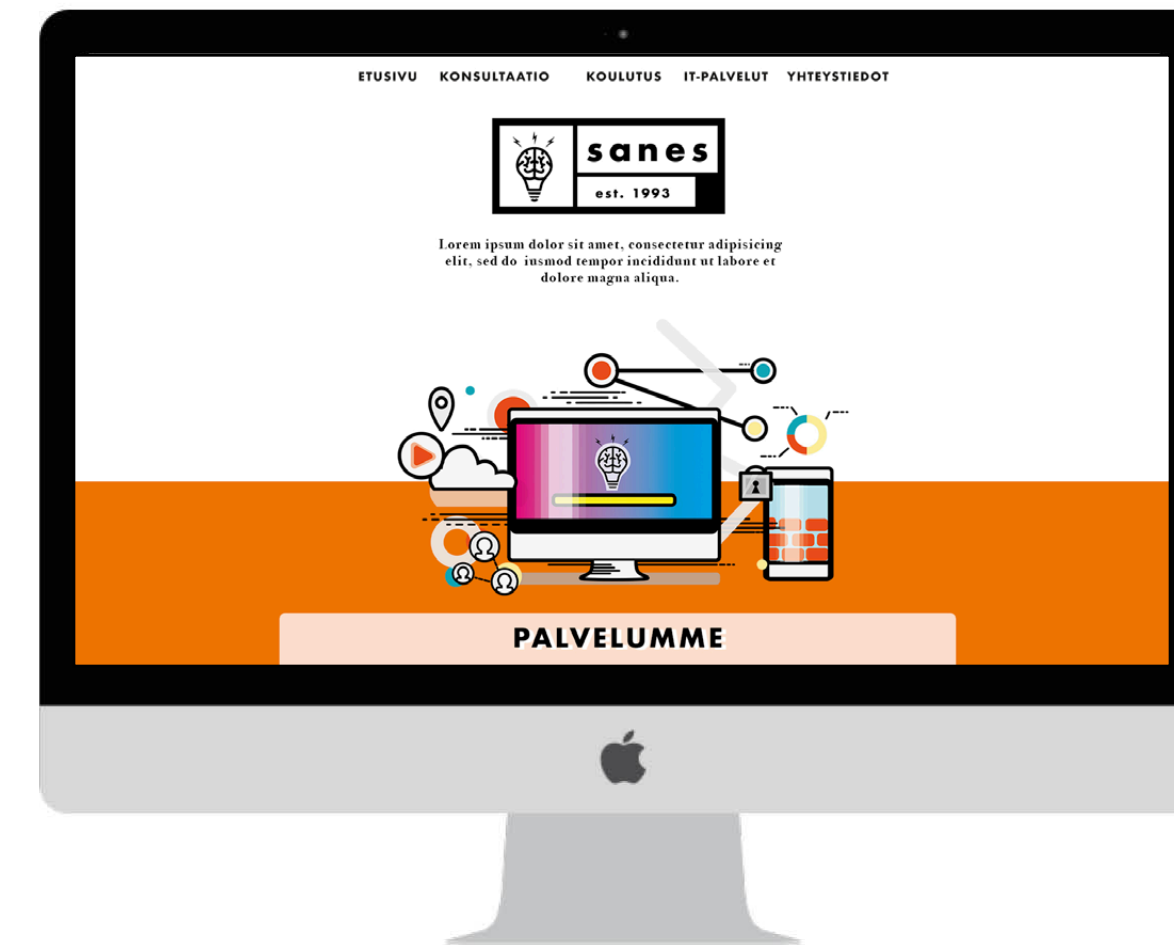 ETUSIVU KONSULTAATIO KOULUTUS IT-PALVELUT YHTEYSTIEDOT
sanes
est. 1993
Lorem ipsum dolor sit amet, consectetur adipisicing
elit, sed do iusmod tempor incididunt ut labore et
dolore magna aliqua.
PALVELUMME